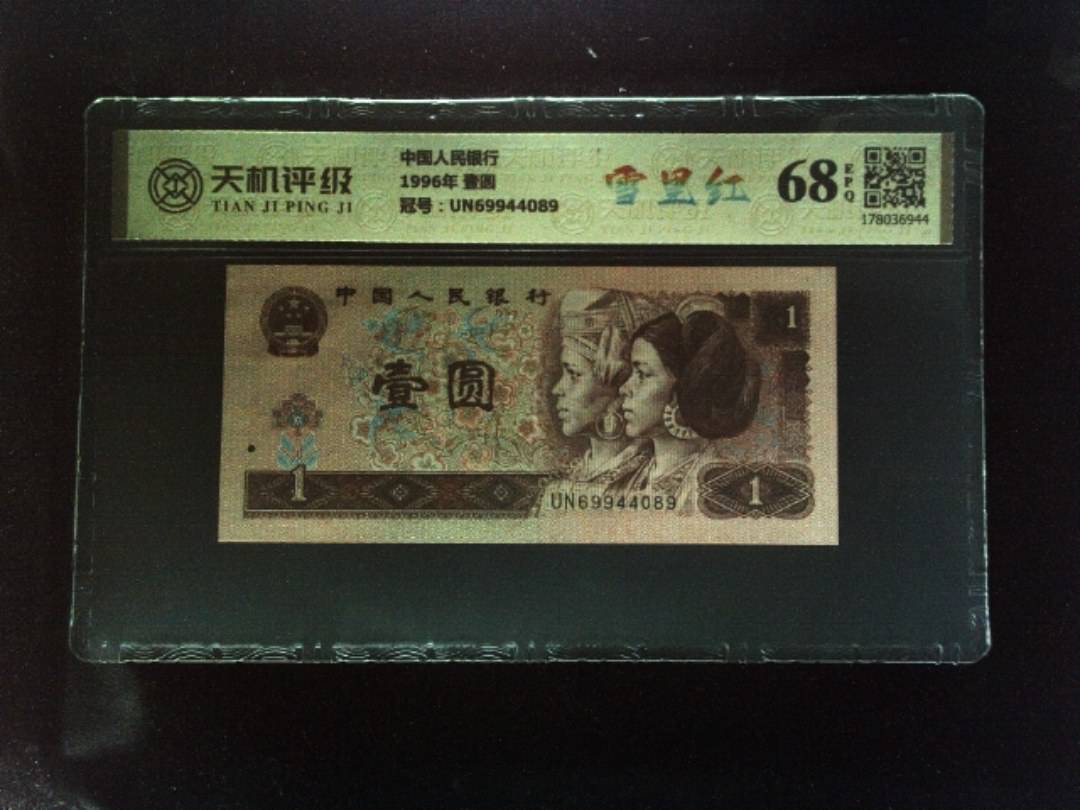 天机评级
TIAN JI PING JI
中国人民银行
1996年 壹圆
冠号：UN69944089
雪里红
68
EPQ
178036944
中国人民银行
1
壹圆
1
UN69944089
1